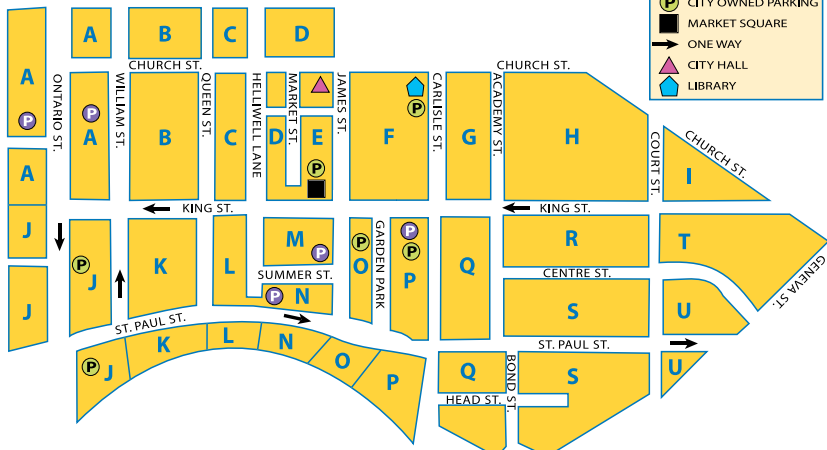 P CITY OWNED PARKING
MARKET SQUARE
ONE WAY
CITY HALL
LIBRARY
A B C D
CHURCH ST. CHURCH ST.
A
P
ONTARIO ST.
P
A
WILLIAM ST.
B
QUEEN ST.
C
HELLIWELL LANE
D
MARKET ST.
E
P
JAMES ST.
F
P
CARLISLE ST.
G
ACADEMY ST.
H
COURT ST.
CHURCH ST.
I
A
KING ST. KING ST.
J
P
J
K
L
M
P
SUMMER ST.
P
N
P
O
GARDEN PARK
P
P
P
Q
R
CENTRE ST.
S
T
GENEVA ST.
U
J
ST. PAUL ST. ST. PAUL ST.
P
J
K
L
N
O
P
Q
BOND ST.
S
U
HEAD ST.